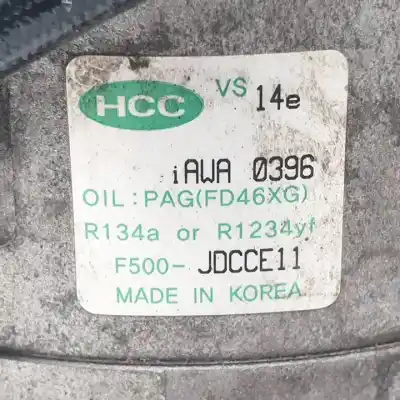 HCC VS 14e
iAWA 0396
OIL : PAG(FD46XG)
R134a or R1234yf
F500- JDCCE11
MADE IN KOREA